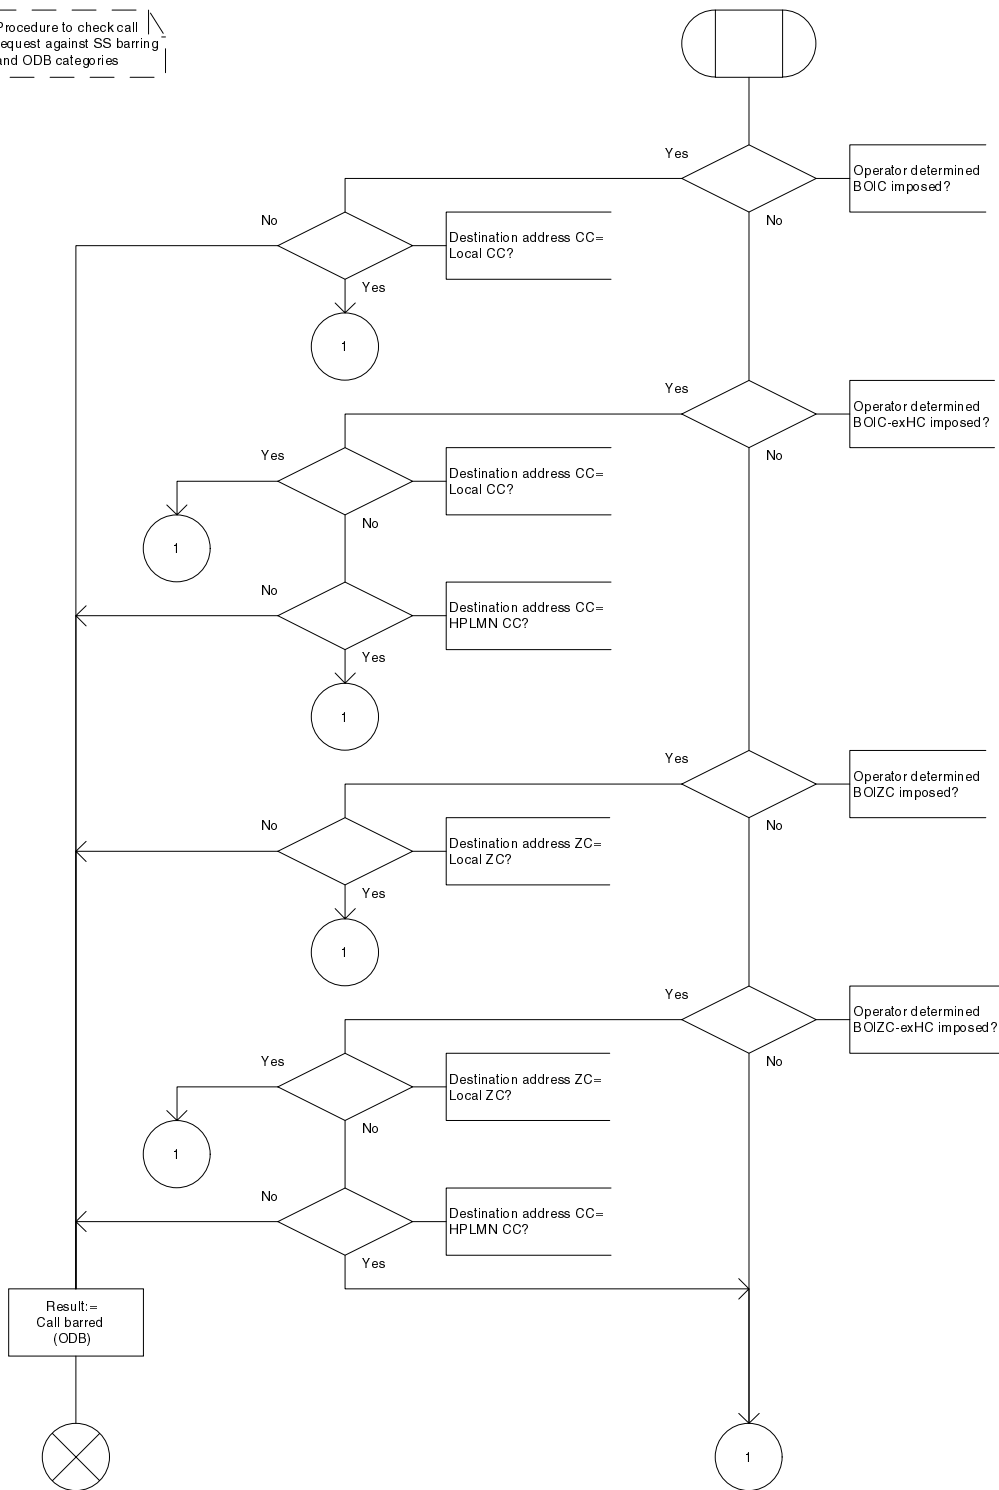 Procedure to check call
request against SS barring
and ODB categories
Yes
Operator determined
BOIC imposed?
No
No
Destination address CC=
Local CC?
Yes
1
Yes
Operator determined
BOIC-exHC imposed?
No
Yes
Destination address CC=
Local CC?
No
1
No
Destination address CC=
HPLMN CC?
Yes
1
Yes
Operator determined
BOIZC imposed?
No
No
Destination address ZC=
Local ZC?
Yes
1
Yes
Operator determined
BOIZC-exHC imposed?
No
Yes
Destination address ZC=
Local ZC?
No
1
No
Destination address CC=
HPLMN CC?
Yes
Result:=
Call barred
(ODB)
1